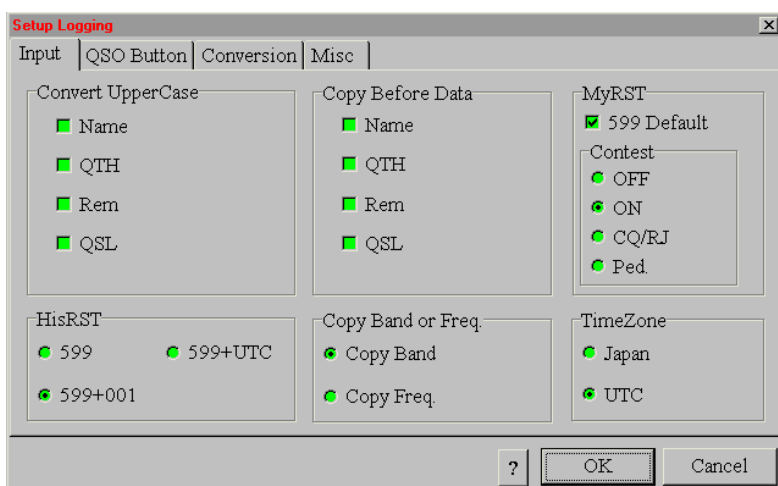 Setup Logging
Input QSO Button Conversion Misc
Convert UpperCase
Name
QTH
Rem
QSL
Copy Before Data
Name
QTH
Rem
QSL
MyRST
599 Default
Contest
OFF
ON
CQ/RJ
Ped.
HisRST
599 599+UTC
599+001
Copy Band or Freq.
Copy Band
Copy Freq.
TimeZone
Japan
UTC
? OK Cancel